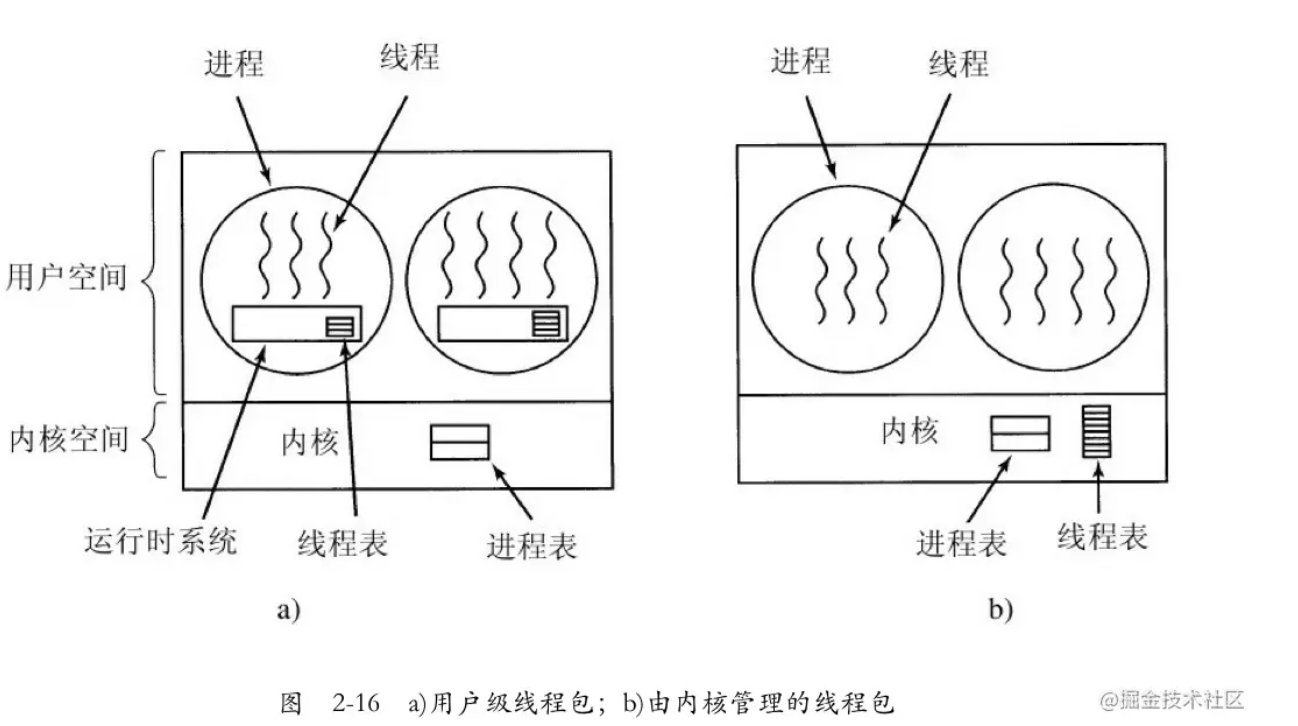 进程 线程 进程 线程
用户空间
内核空间 内核 内核
运行时系统 线程表 进程表 进程表 线程表
a) b)
图 2-16 a)用户级线程包；b)由内核管理的线程包
@掘金技术社区